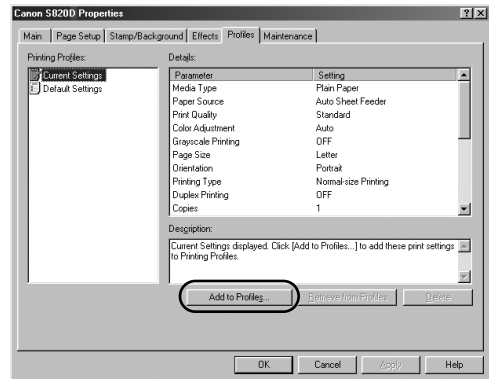 Canon S820D Properties
Main Page Setup Stamp/Background Effects Profiles Maintenance
Printing Profiles:
Current Settings
Default Settings
Details:
Parameter Setting
Media Type Plain Paper
Paper Source Auto Sheet Feeder
Print Quality Standard
Color Adjustment Auto
Grayscale Printing OFF
Page Size Letter
Orientation Portrait
Printing Type Normal-size Printing
Duplex Printing OFF
Copies 1
Description:
Current Settings displayed. Click [Add to Profiles...] to add these print settings
to Printing Profiles.
Add to Profiles... Retrieve from Profiles Delete
OK Cancel Apply Help